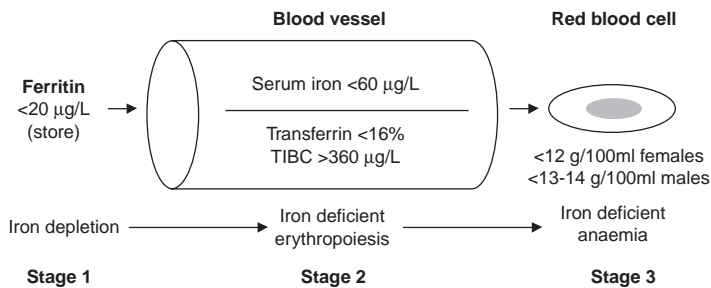 Blood vessel
Red blood cell
Ferritin
<20 μg/L
(store)
Serum iron <60 μg/L
Transferrin <16%
TIBC >360 μg/L
<12 g/100ml females
<13-14 g/100ml males
Iron depletion
Iron deficient
erythropoiesis
Iron deficient
anaemia
Stage 1
Stage 2
Stage 3